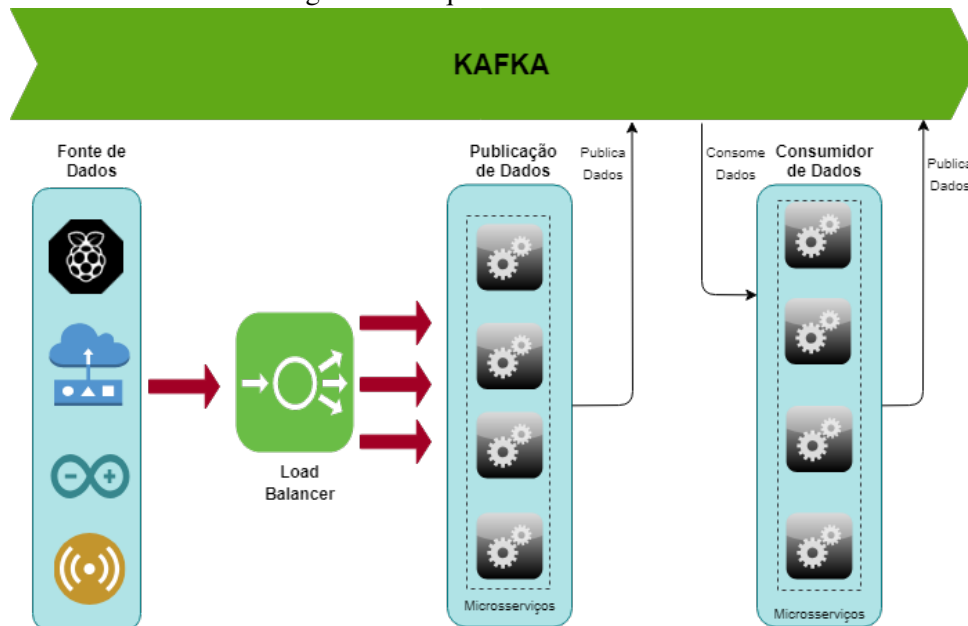 KAFKA
Fonte de
Dados
Publicação
de Dados
Publica
Dados
Consome
Dados
Consumidor
de Dados
Publica
Dados
Load
Balancer
Microsserviços
Microsserviços